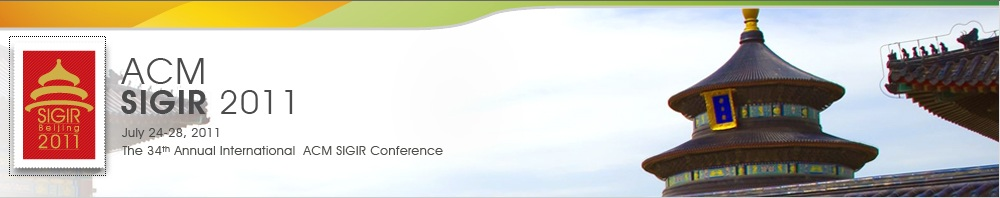 SIGIR
Beijing
2011
ACM
SIGIR 2011
July 24-28, 2011
The 34th Annual International ACM SIGIR Conference